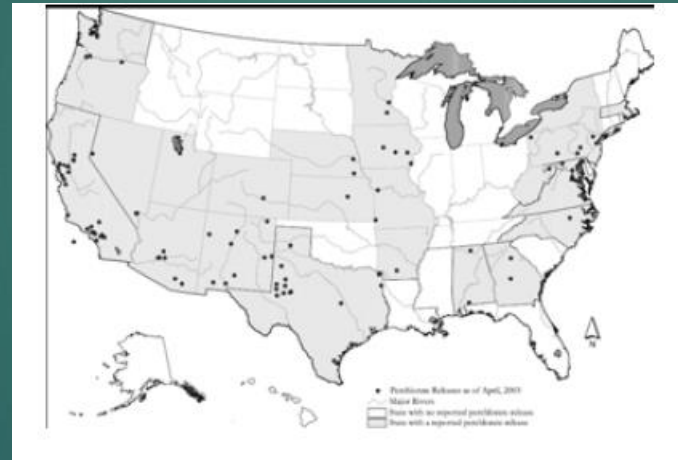 Perchlorate Releases as of April, 2003
Major Rivers
State with no reported perchlorate release
State with a reported perchlorate release
N